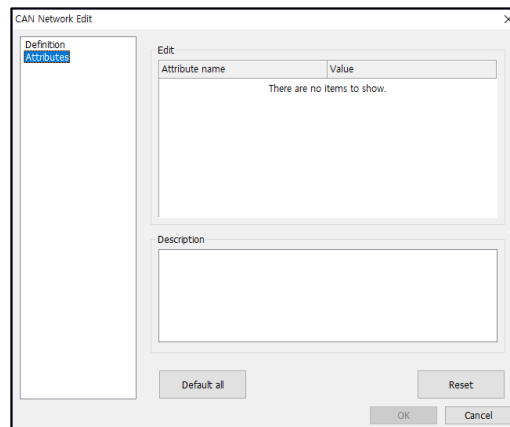 CAN Network Edit
Definition
Attributes
Edit
Attribute name Value
There are no items to show.
Description
Default all Reset
OK Cancel